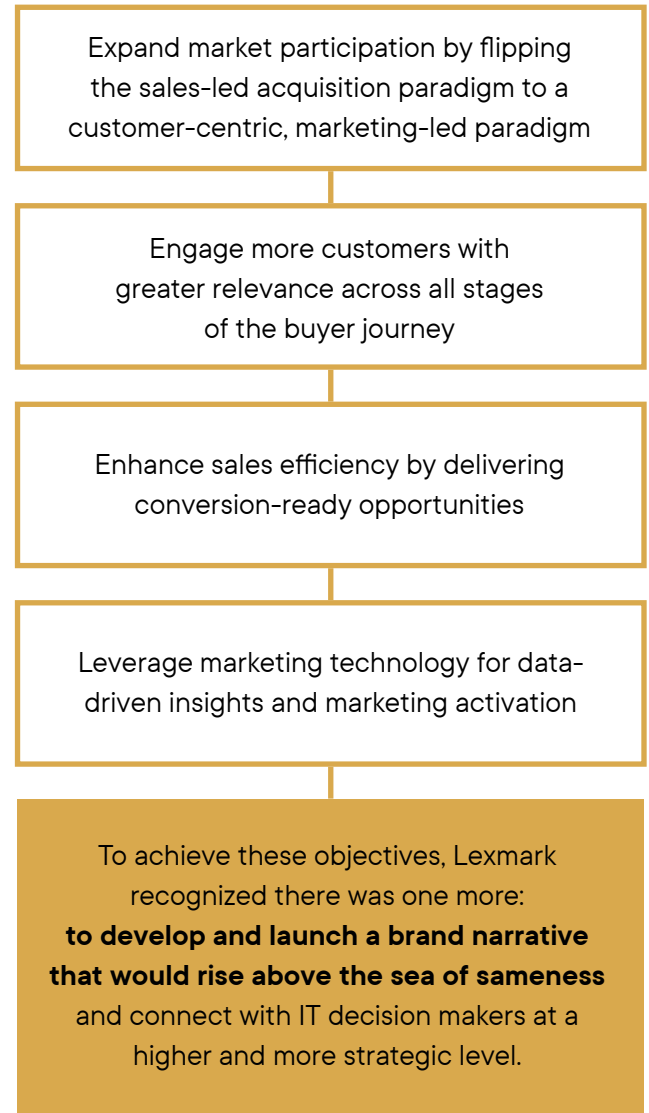 Expand market participation by flipping
the sales-led acquisition paradigm to a
customer-centric, marketing-led paradigm
Engage more customers with
greater relevance across all stages
of the buyer journey
Enhance sales efficiency by delivering
conversion-ready opportunities
Leverage marketing technology for data-
driven insights and marketing activation
To achieve these objectives, Lexmark
recognized there was one more:
to develop and launch a brand narrative
that would rise above the sea of sameness
and connect with IT decision makers at a
higher and more strategic level.